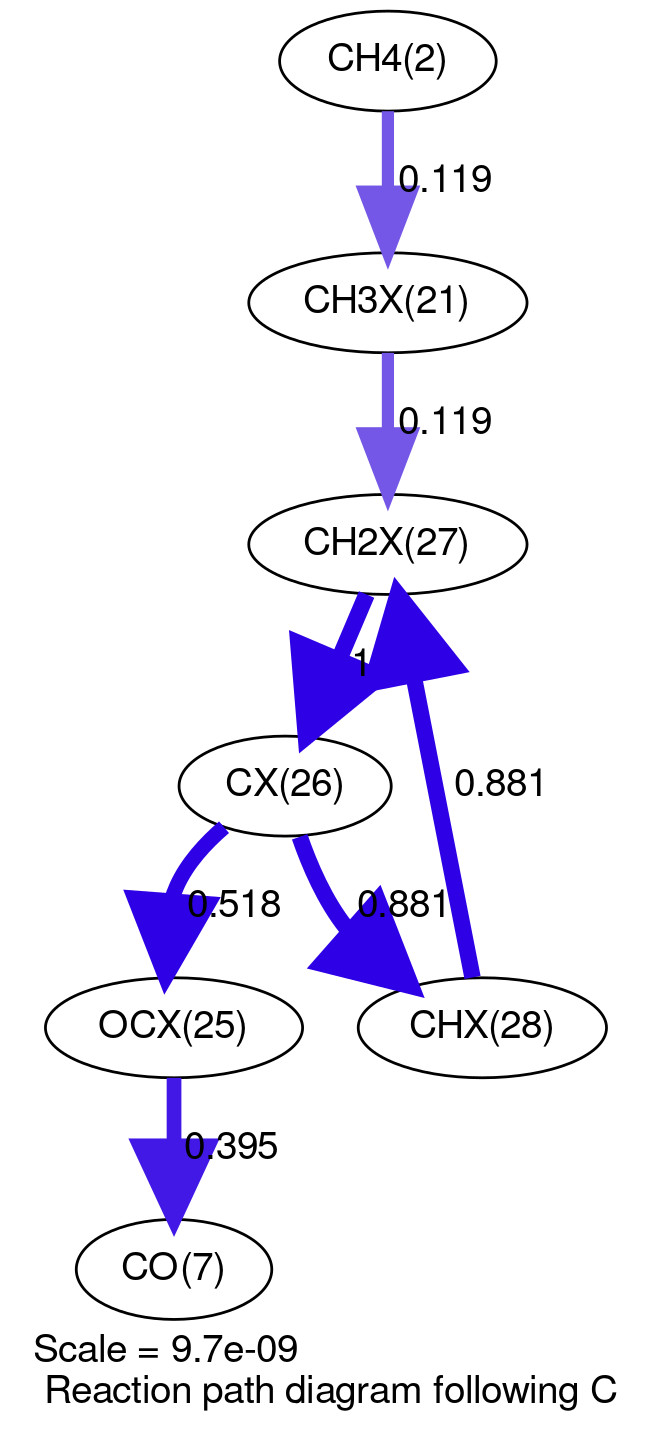 CH4(2)
0.119
CH3X(21)
0.119
CH2X(27)
1
CX(26)
0.881
0.518
0.881
OCX(25)
CHX(28)
0.395
CO(7)
Scale = 9.7e-09
Reaction path diagram following C